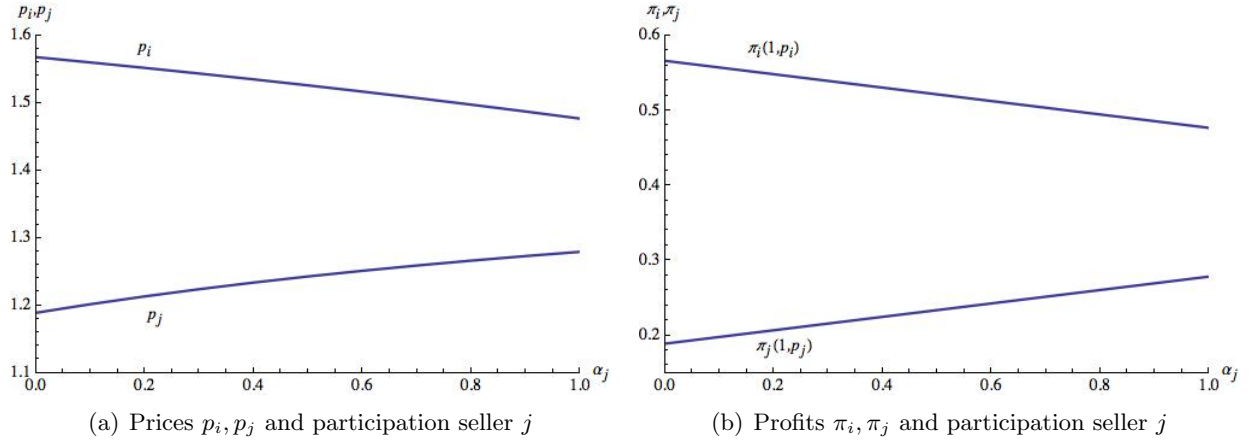 p_i,p_j
1.6
1.5
1.4
1.3
1.2
1.1
p_i
p_j
0.0 0.2 0.4 0.6 0.8 1.0 α_j
(a) Prices p_i, p_j and participation seller j
π_i,π_j
0.6
0.5
0.4
0.3
0.2
π_i(1,p_i)
π_j(1,p_j)
0.0 0.2 0.4 0.6 0.8 1.0 α_j
(b) Profits π_i, π_j and participation seller j